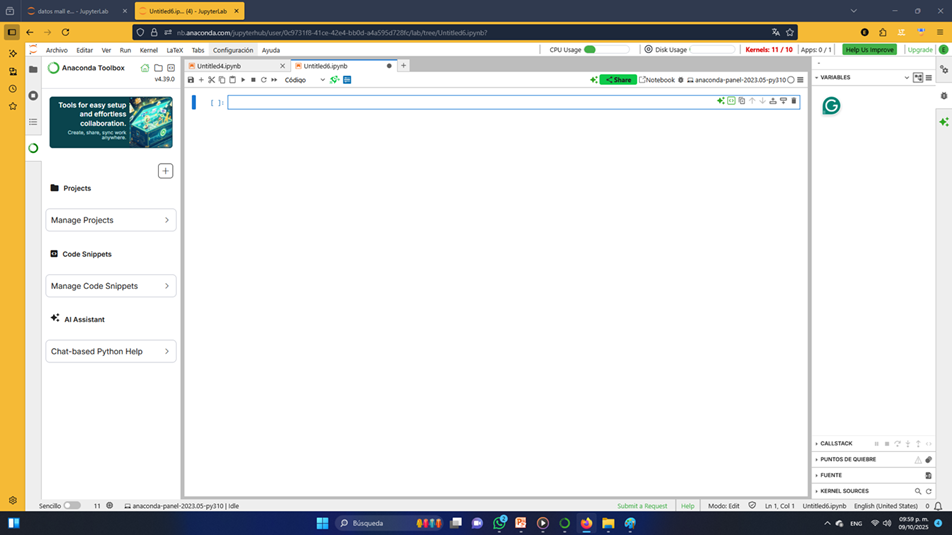 datos mall e... - JupyterLab
Untitled6.ip... (4) - JupyterLab
nb.anaconda.com/jupyterhub/user/0c9731f8-41ce-42e4-bb0d-a4a595d728fc/lab/tree/Untitled6.ipynb?
Archivo Editar Ver Run Kernel LaTeX Tabs Configuración Ayuda
CPU Usage Disk Usage Kernels: 11 / 10 Apps: 0 / 1 Help Us Improve Upgrade E
Anaconda Toolbox
v4.39.0
Untitled4.ipynb
Untitled6.ipynb
Código
Share Notebook anaconda-panel-2023.05-py310
[ ]:
Tools for easy setup
and effortless
collaboration.
Create, share, sync work
anywhere.
Projects
Manage Projects
Code Snippets
Manage Code Snippets
AI Assistant
Chat-based Python Help
VARIABLES
G
CALLSTACK
PUNTOS DE QUIEBRE
FUENTE
KERNEL SOURCES
Sencillo 11 anaconda-panel-2023.05-py310 | Idle
Submit a Request Help Modo: Edit Ln 1, Col 1 Untitled6.ipynb English (United States) 0
Búsqueda
ENG
09:59 p. m.
09/10/2025